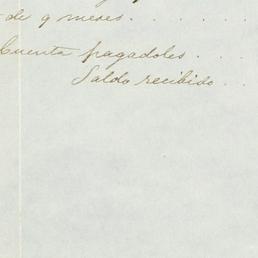 de 9 meses. . . . . . .
Cuenta pagadoles. . . .
Saldo recibido. . .